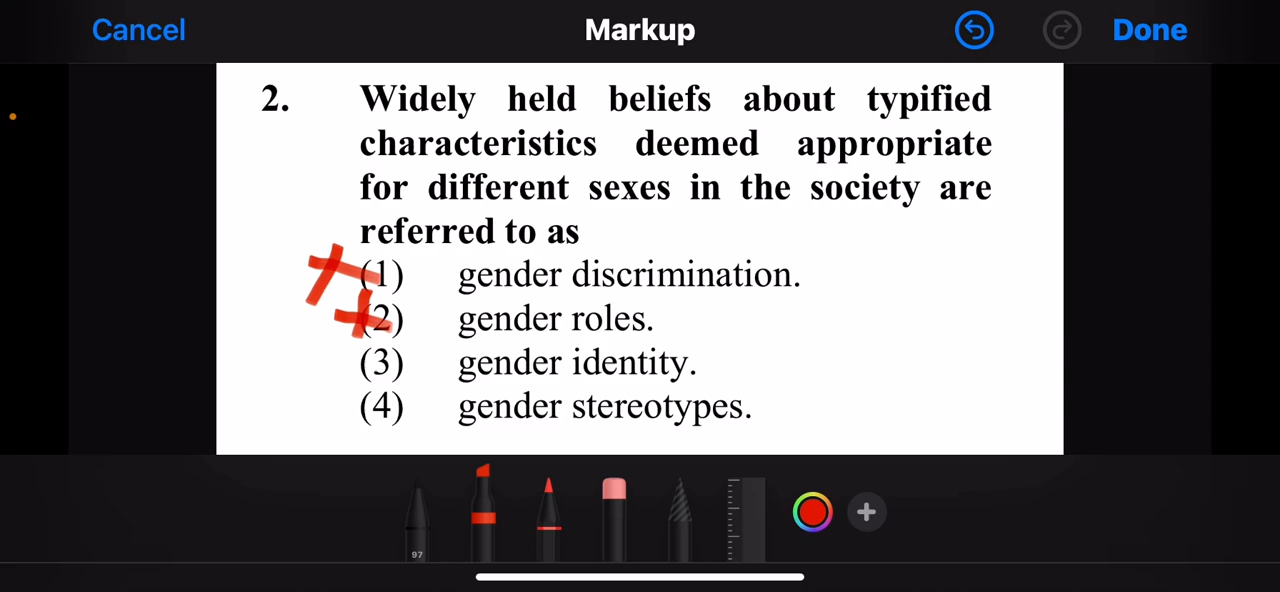 Cancel
Markup
Done
2. Widely held beliefs about typified
characteristics deemed appropriate
for different sexes in the society are
referred to as
(1) gender discrimination.
(2) gender roles.
(3) gender identity.
(4) gender stereotypes.
97